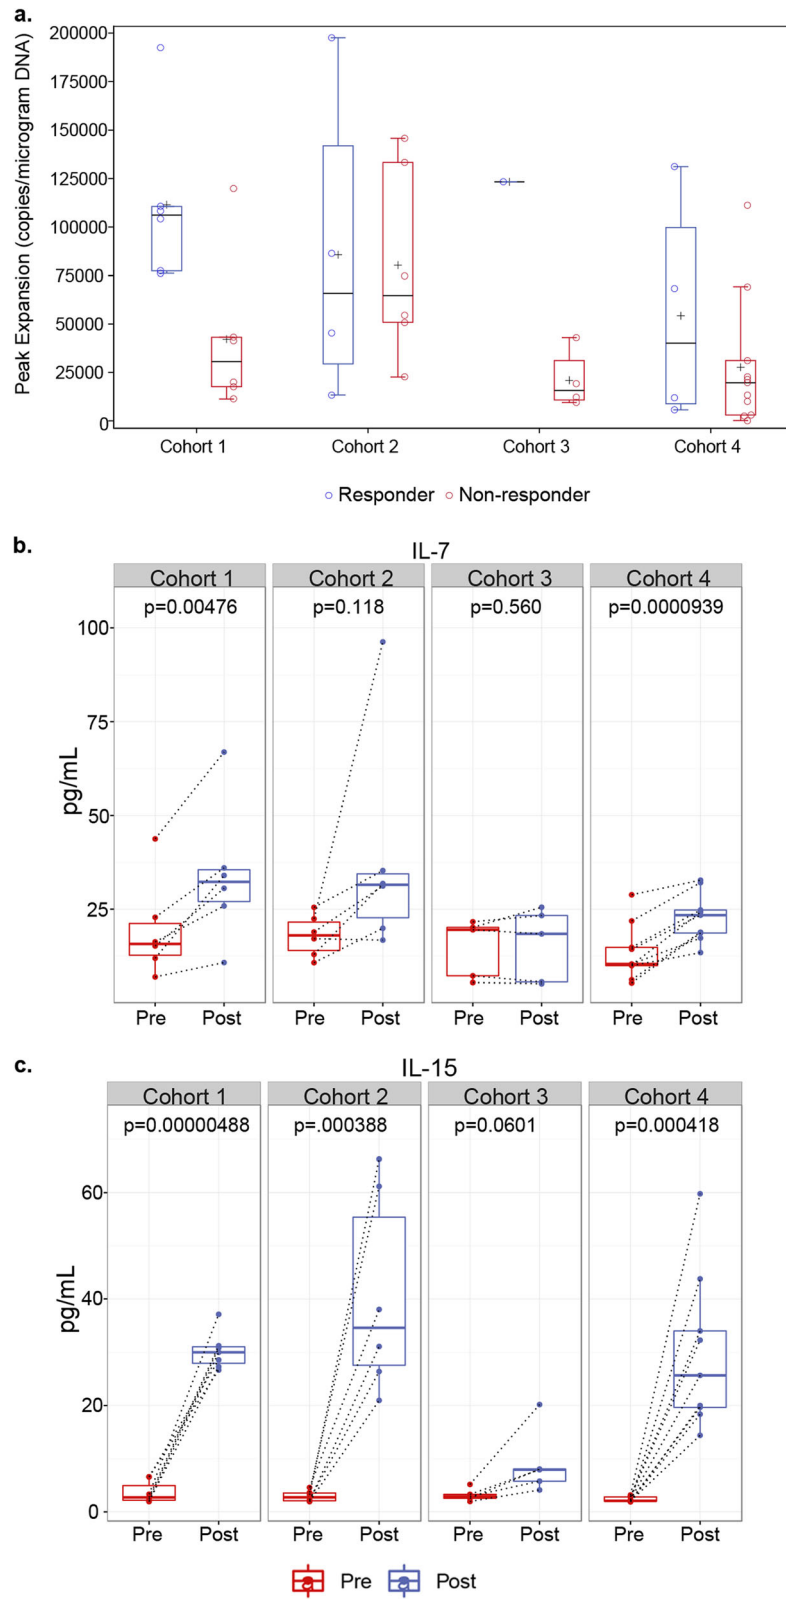 a.
Peak Expansion (copies/microgram DNA)
200000
175000
150000
125000
100000
75000
50000
25000
0
Cohort 1 Cohort 2 Cohort 3 Cohort 4
Responder Non-responder
b.
IL-7
Cohort 1 Cohort 2 Cohort 3 Cohort 4
p=0.00476 p=0.118 p=0.560 p=0.0000939
pg/mL
100
75
50
25
Pre Post Pre Post Pre Post Pre Post
c.
IL-15
Cohort 1 Cohort 2 Cohort 3 Cohort 4
p=0.00000488 p=.000388 p=0.0601 p=0.000418
pg/mL
60
40
20
0
Pre Post Pre Post Pre Post Pre Post
Pre Post